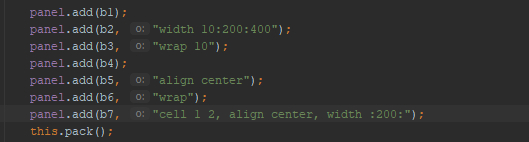 panel.add(b1);
panel.add(b2, o: "width 10:200:400");
panel.add(b3, o: "wrap 10");
panel.add(b4);
panel.add(b5, o: "align center");
panel.add(b6, o: "wrap");
panel.add(b7, o: "cell 1 2, align center, width :200:");
this.pack();